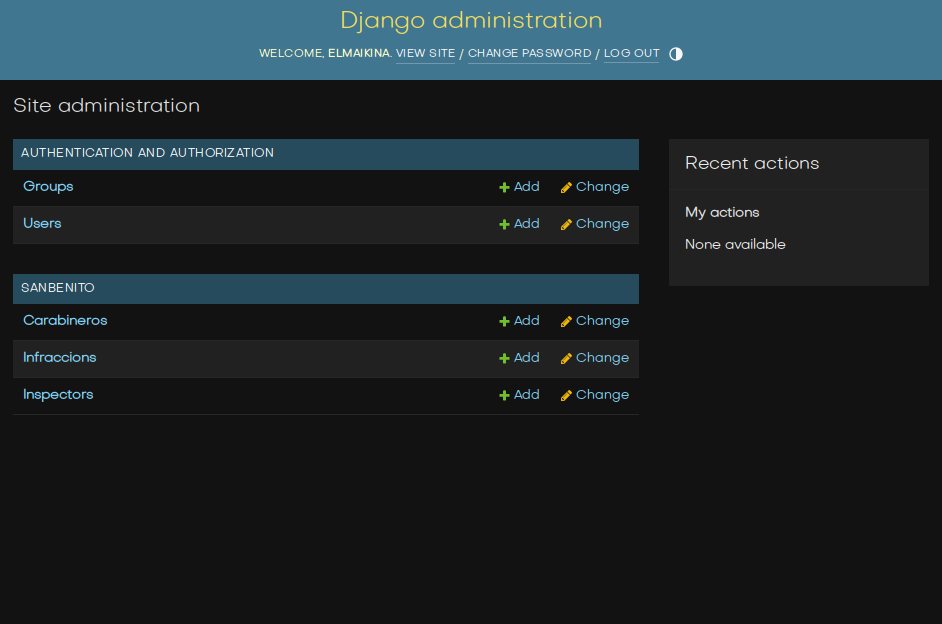 Django administration
WELCOME, ELMAIKINA. VIEW SITE / CHANGE PASSWORD / LOG OUT
Site administration
AUTHENTICATION AND AUTHORIZATION
Groups Add Change
Users Add Change
SANBENITO
Carabineros Add Change
Infraccions Add Change
Inspectors Add Change
Recent actions
My actions
None available